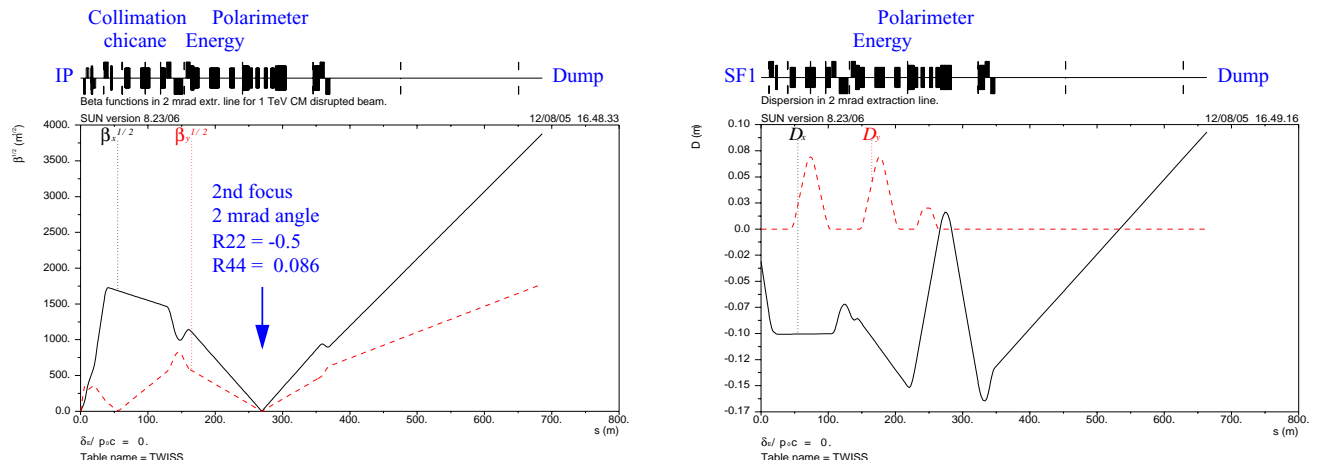 Collimation
chicane
Polarimeter
Energy
IP
Dump
Beta functions in 2 mrad extr. line for 1 TeV CM disrupted beam.
SUN version 8.23/06
12/08/05 16.48.33
β x 1/2
β y 1/2
β 1/2 (m 1/2)
4000.
3500.
3000.
2500.
2000.
1500.
1000.
500.
0.0
2nd focus
2 mrad angle
R22 = -0.5
R44 = 0.086
0.0
100.
200.
300.
400.
500.
600.
700.
800.
s (m)
δE/ p0c = 0.
Table name = TWISS
Polarimeter
Energy
SF1
Dump
Dispersion in 2 mrad extraction line.
SUN version 8.23/06
12/08/05 16.49.16
Dx
Dy
D (m)
0.10
0.08
0.05
0.03
0.0
-0.02
-0.05
-0.07
-0.10
-0.12
-0.15
-0.17
0.0
100.
200.
300.
400.
500.
600.
700.
800.
s (m)
δE/ p0c = 0.
Table name = TWISS